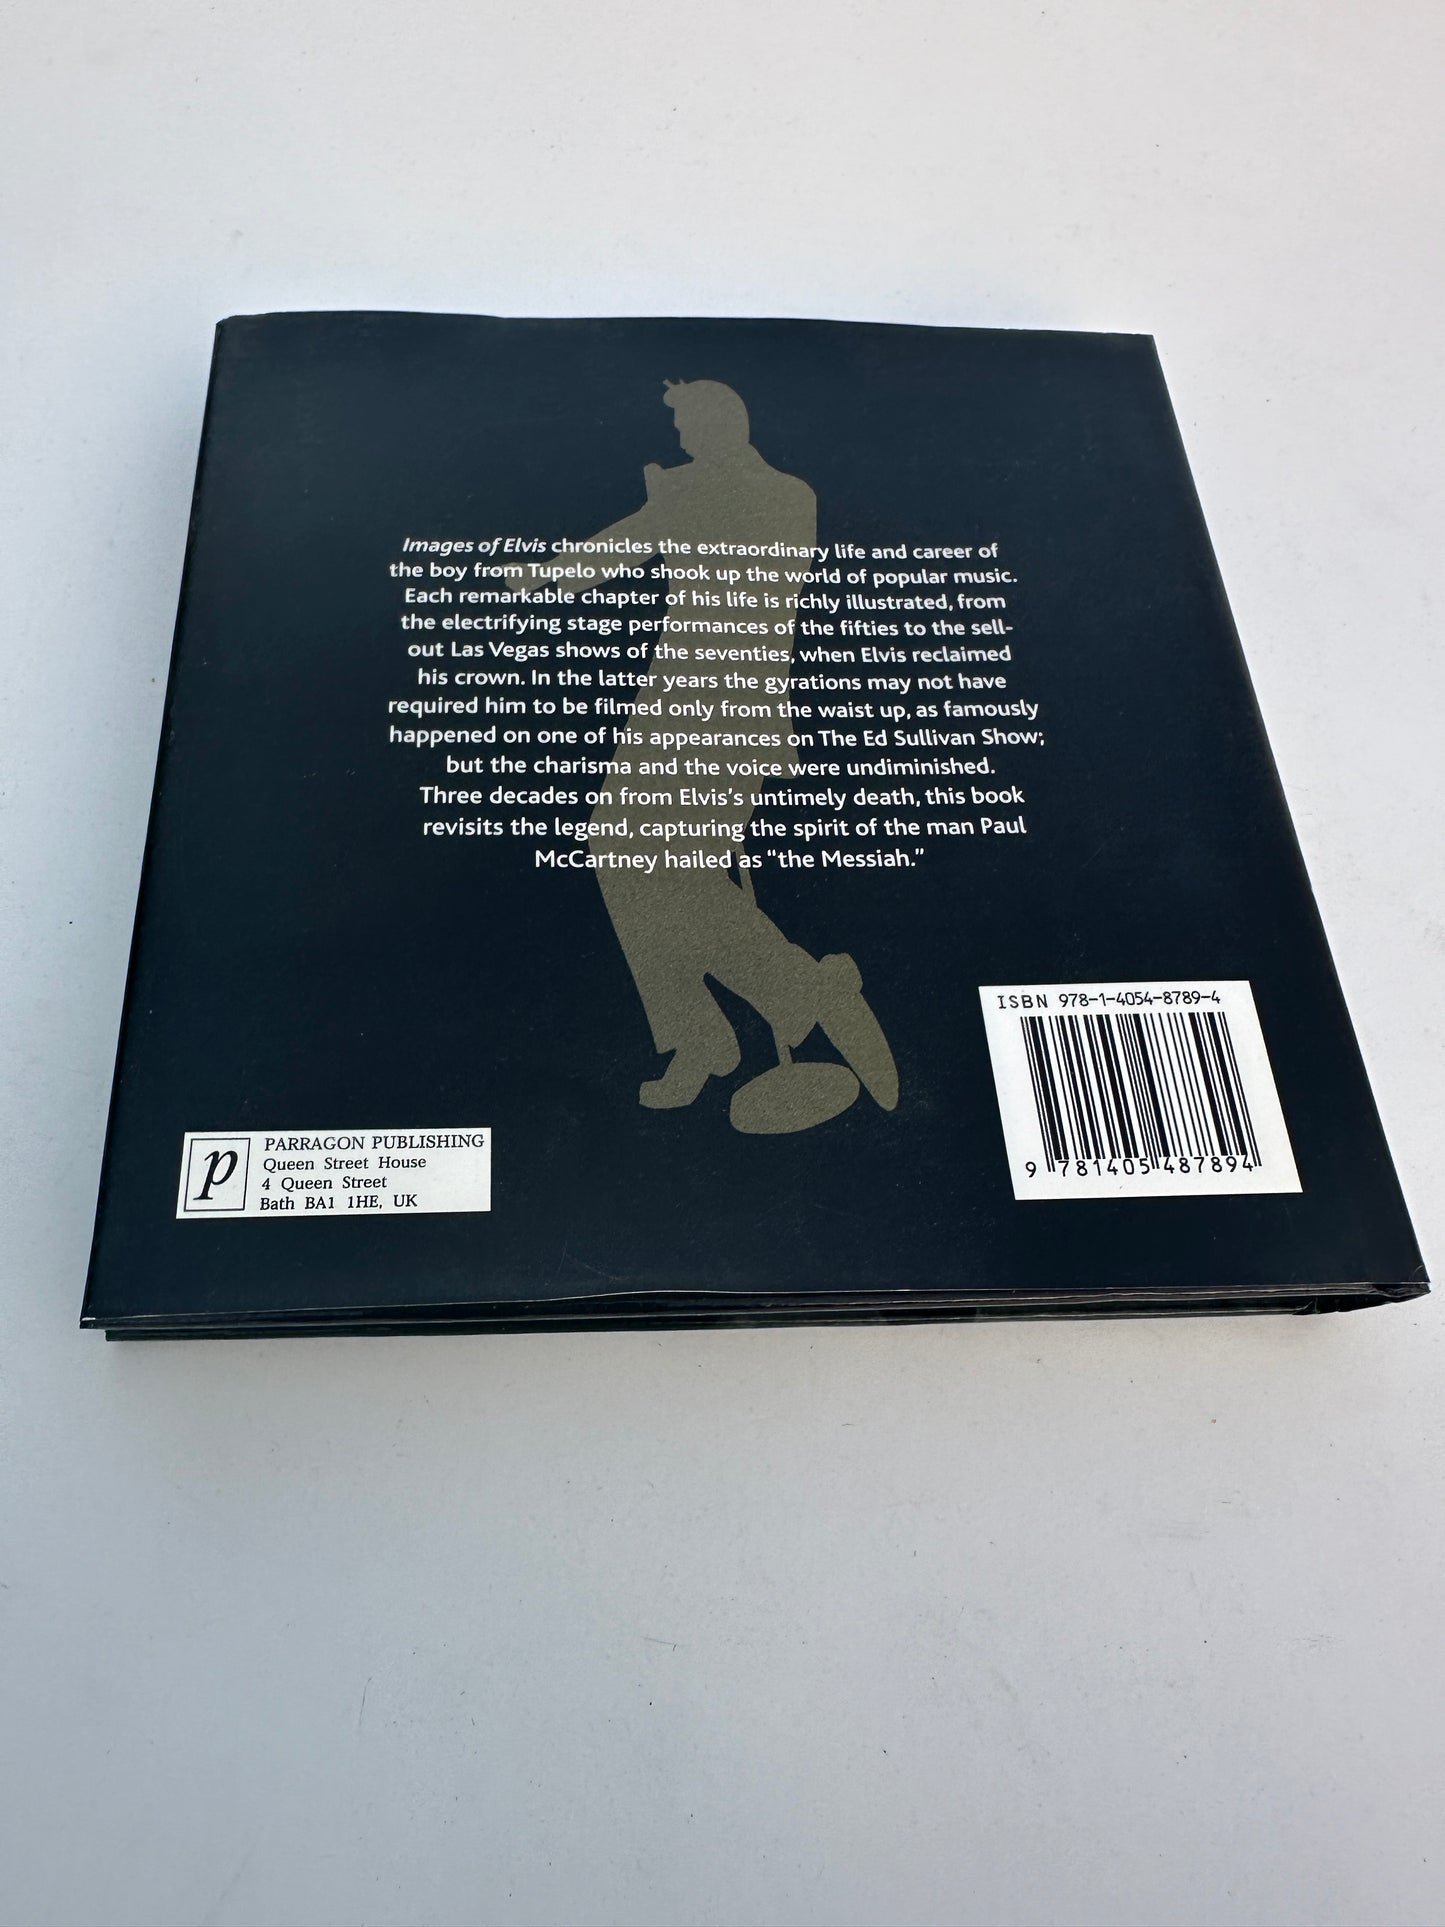 Images of Elvis chronicles the extraordinary life and career of
the boy from Tupelo who shook up the world of popular music.
Each remarkable chapter of his life is richly illustrated, from
the electrifying stage performances of the fifties to the sell-
out Las Vegas shows of the seventies, when Elvis reclaimed
his crown. In the latter years the gyrations may not have
required him to be filmed only from the waist up, as famously
happened on one of his appearances on The Ed Sullivan Show;
but the charisma and the voice were undiminished.
Three decades on from Elvis's untimely death, this book
revisits the legend, capturing the spirit of the man Paul
McCartney hailed as “the Messiah.”
ISBN 978-1-4054-8789-4
9 781405 487894
p
PARRAGON PUBLISHING
Queen Street House
4 Queen Street
Bath BA1 1HE, UK